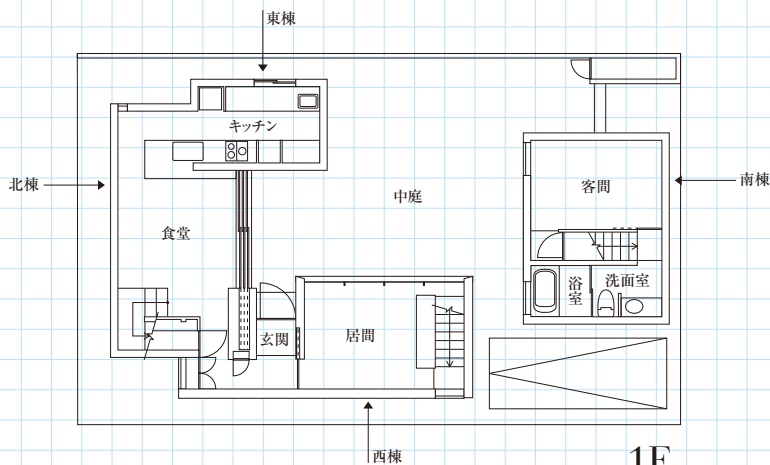 東棟
キッチン
北棟
客間
南棟
中庭
食堂
浴室
洗面室
玄関
居間
西棟
1F